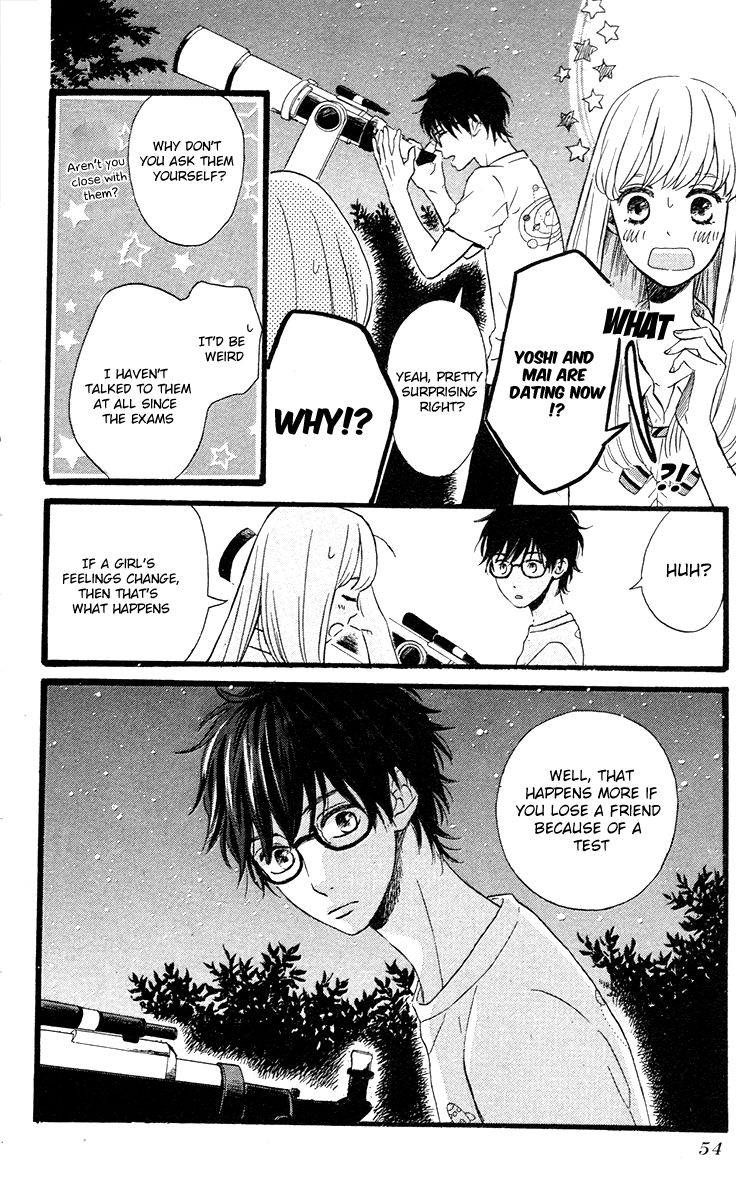 WHAT
?!
YOSHI AND
MAI ARE
DATING NOW
!?
YEAH, PRETTY
SURPRISING
RIGHT?
WHY!?
WHY DON'T
YOU ASK THEM
YOURSELF?
Aren't you
close with
them?
IT'D BE
WEIRD
I HAVEN'T
TALKED TO THEM
AT ALL SINCE
THE EXAMS
HUH?
IF A GIRL'S
FEELINGS CHANGE,
THEN THAT'S
WHAT HAPPENS
WELL, THAT
HAPPENS MORE IF
YOU LOSE A FRIEND
BECAUSE OF A
TEST
54